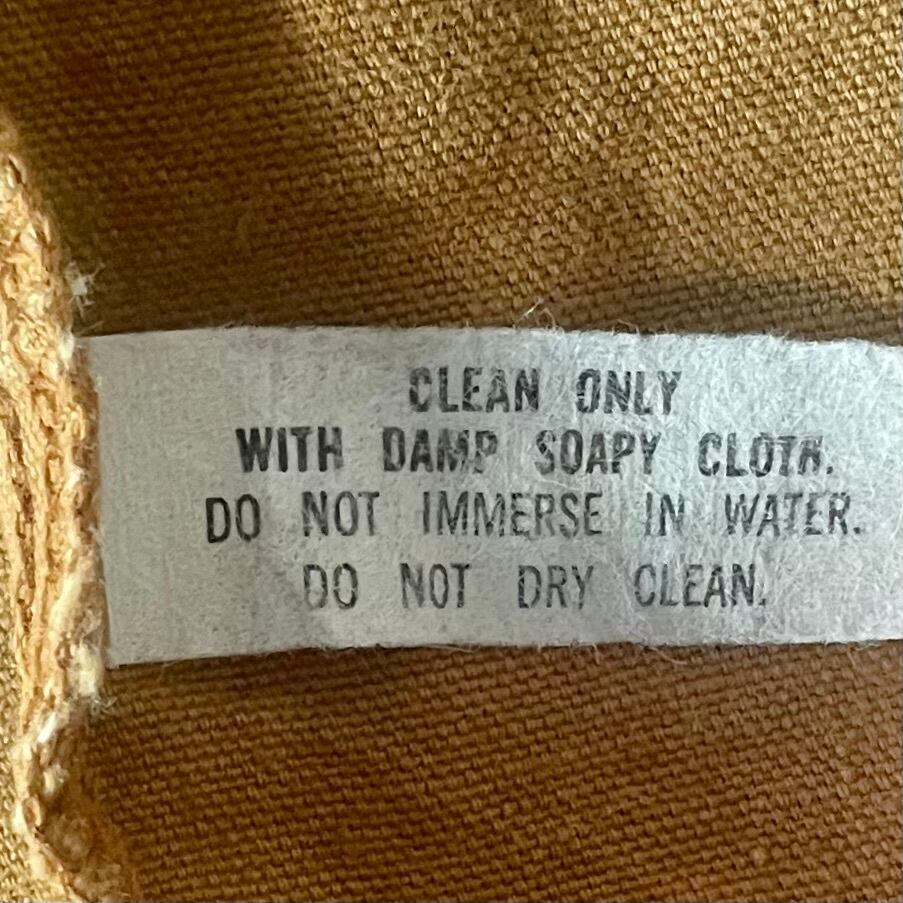 CLEAN ONLY
WITH DAMP SOAPY CLOTH.
DO NOT IMMERSE IN WATER.
DO NOT DRY CLEAN.